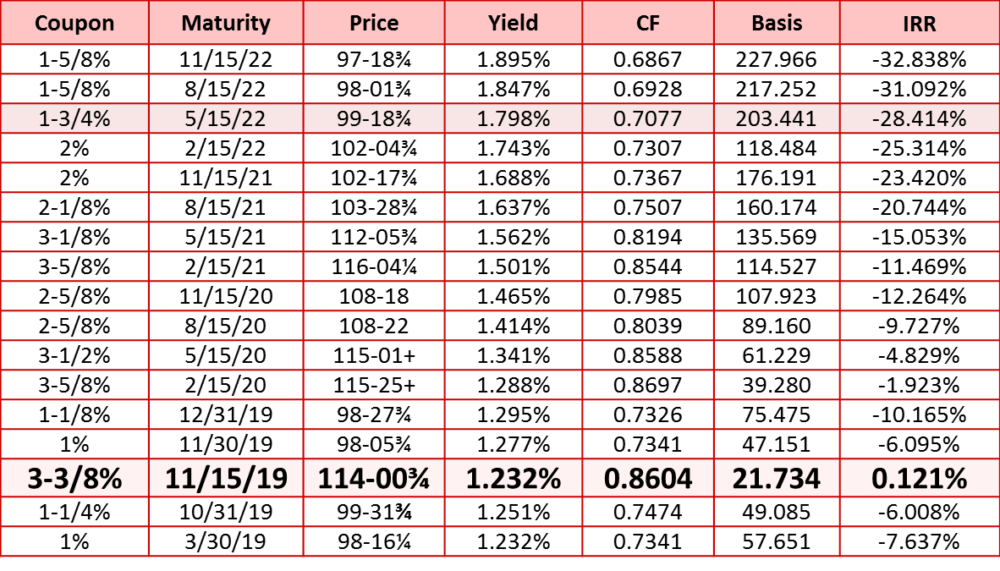 Coupon Maturity Price Yield CF Basis IRR
1-5/8% 11/15/22 97-18¾ 1.895% 0.6867 227.966 -32.838%
1-5/8% 8/15/22 98-01¾ 1.847% 0.6928 217.252 -31.092%
1-3/4% 5/15/22 99-18¾ 1.798% 0.7077 203.441 -28.414%
2% 2/15/22 102-04¾ 1.743% 0.7307 118.484 -25.314%
2% 11/15/21 102-17¾ 1.688% 0.7367 176.191 -23.420%
2-1/8% 8/15/21 103-28¾ 1.637% 0.7507 160.174 -20.744%
3-1/8% 5/15/21 112-05¾ 1.562% 0.8194 135.569 -15.053%
3-5/8% 2/15/21 116-04¼ 1.501% 0.8544 114.527 -11.469%
2-5/8% 11/15/20 108-18 1.465% 0.7985 107.923 -12.264%
2-5/8% 8/15/20 108-22 1.414% 0.8039 89.160 -9.727%
3-1/2% 5/15/20 115-01+ 1.341% 0.8588 61.229 -4.829%
3-5/8% 2/15/20 115-25+ 1.288% 0.8697 39.280 -1.923%
1-1/8% 12/31/19 98-27¾ 1.295% 0.7326 75.475 -10.165%
1% 11/30/19 98-05¾ 1.277% 0.7341 47.151 -6.095%
3-3/8% 11/15/19 114-00¾ 1.232% 0.8604 21.734 0.121%
1-1/4% 10/31/19 99-31¾ 1.251% 0.7474 49.085 -6.008%
1% 3/30/19 98-16¼ 1.232% 0.7341 57.651 -7.637%